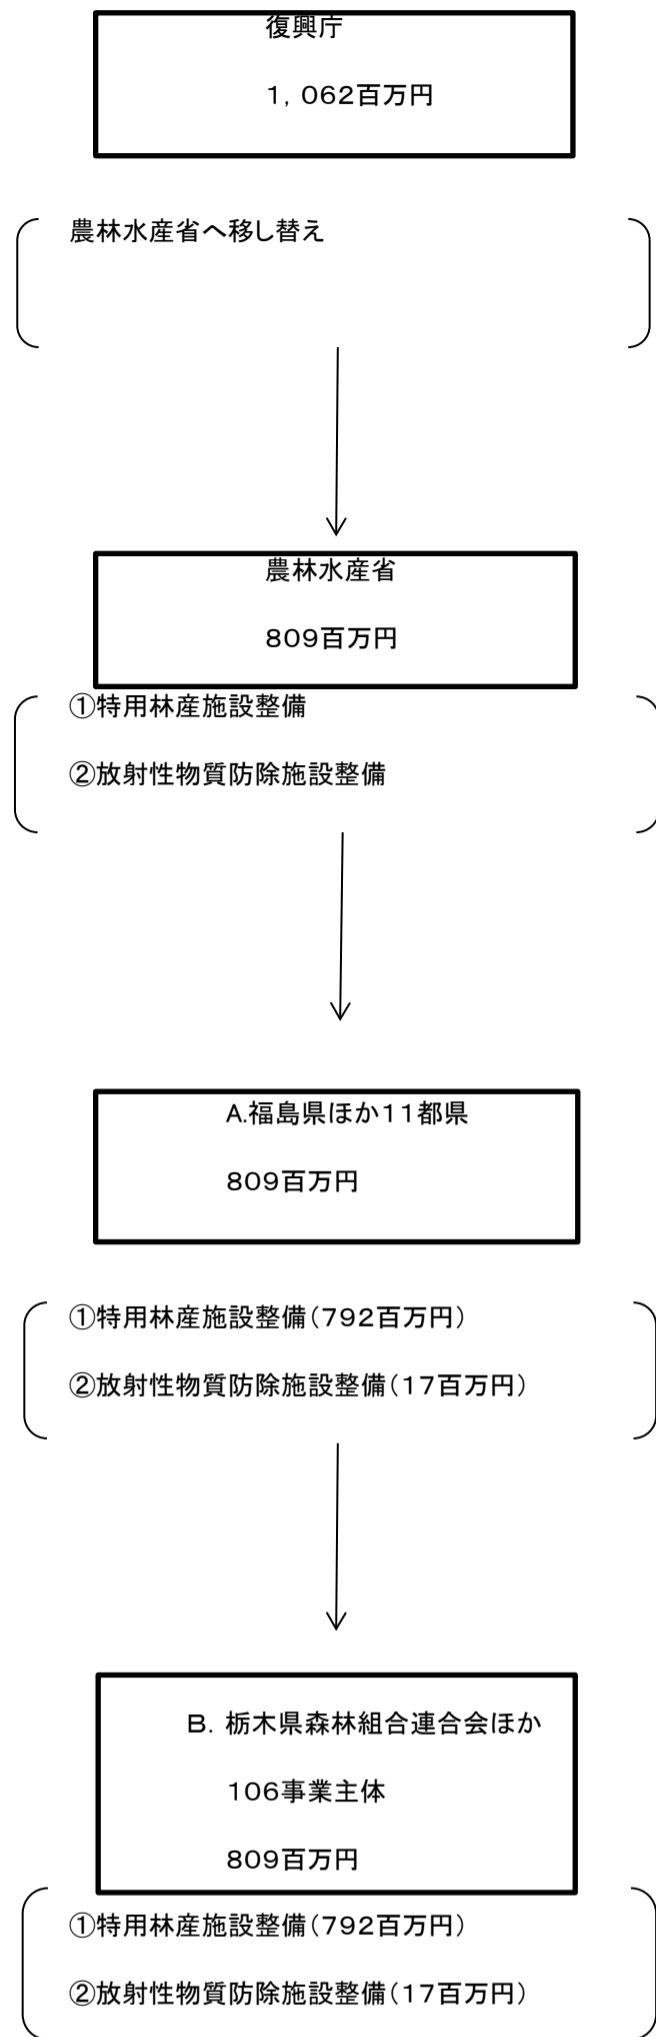 復興庁
１，０６２百万円
農林水産省へ移し替え
農林水産省
８０９百万円
①特用林産施設整備
②放射性物質防除施設整備
A.福島県ほか１１都県
８０９百万円
①特用林産施設整備（７９２百万円）
②放射性物質防除施設整備（１７百万円）
Ｂ．栃木県森林組合連合会ほか
１０６事業主体
８０９百万円
①特用林産施設整備（７９２百万円）
②放射性物質防除施設整備（１７百万円）